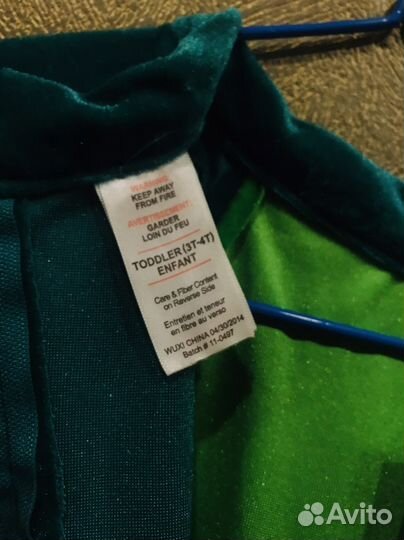 WARNING:
KEEP AWAY
FROM FIRE
AVERTISSEMENT:
GARDER
LOIN DU FEU
TODDLER (3T-4T)
ENFANT
Care & Fiber Content
on Reverse Side
Entretien et teneur
en fibre au verso
WUXI CHINA 04/30/2014
Batch # 11-0497
Avito